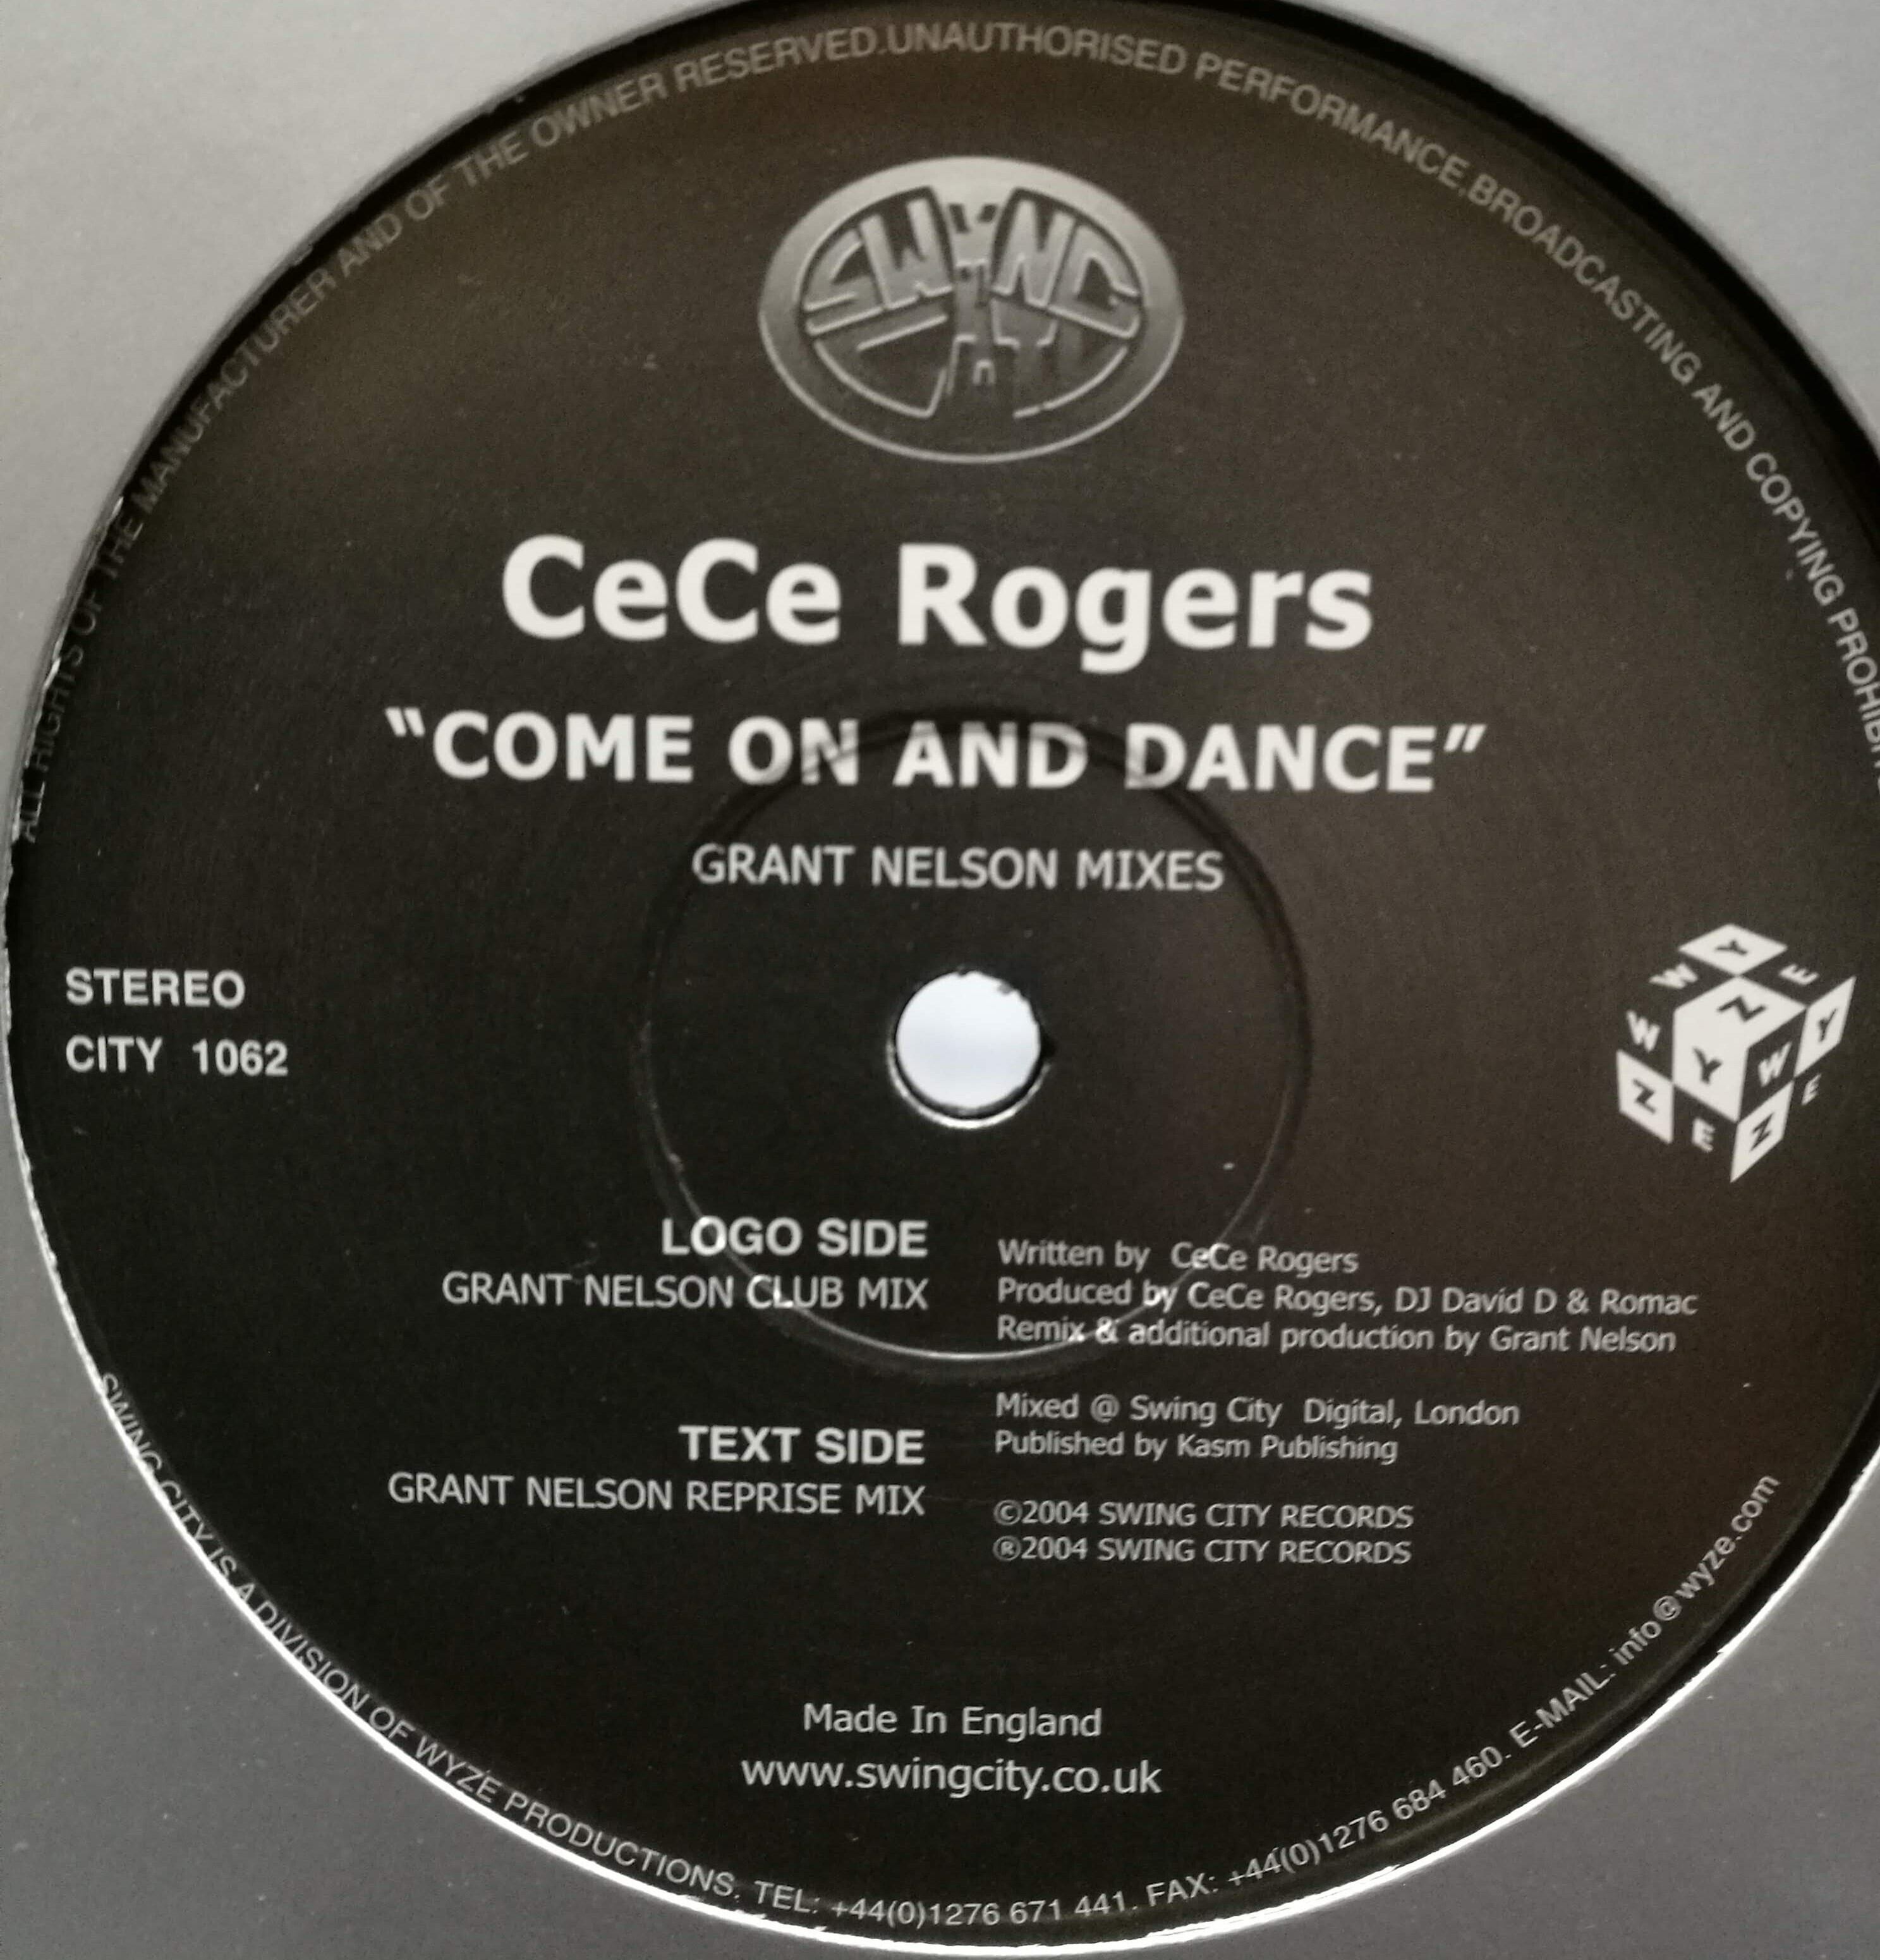 ALL RIGHTS OF THE MANUFACTURER AND OF THE OWNER RESERVED.UNAUTHORISED PERFORMANCE,BROADCASTING AND COPYING
SWING
CITY
CeCe Rogers
“COME ON AND DANCE”
GRANT NELSON MIXES
STEREO
CITY 1062
Y
W E
Z
W Y
Y W
Z E
E Z
LOGO SIDE
GRANT NELSON CLUB MIX
TEXT SIDE
GRANT NELSON REPRISE MIX
Written by CeCe Rogers
Produced by CeCe Rogers, DJ David D & Romac
Remix & additional production by Grant Nelson
Mixed @ Swing City Digital, London
Published by Kasm Publishing
©2004 SWING CITY RECORDS
®2004 SWING CITY RECORDS
Made In England
www.swingcity.co.uk
SWING CITY IS A DIVISION OF WYZE PRODUCTIONS. TEL: +44(0)1276 671 441. FAX: +44(0)1276 684 460. E-MAIL: info@wyze.com